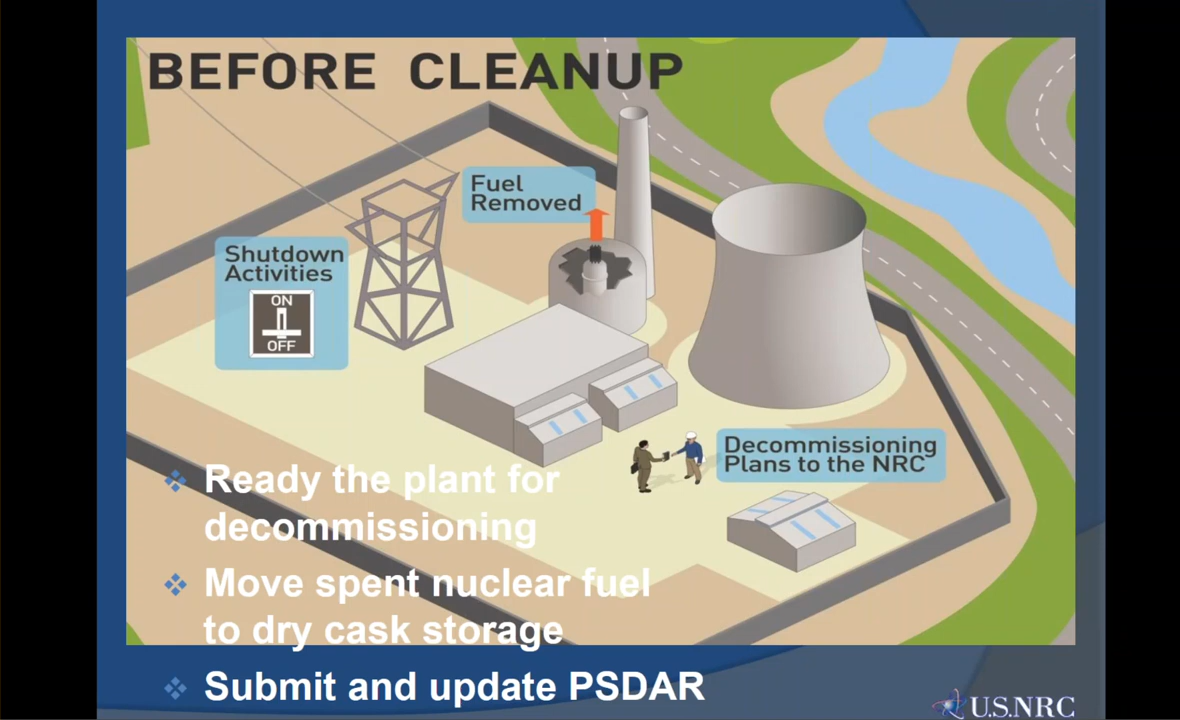 BEFORE CLEANUP
Fuel
Removed
Shutdown
Activities
ON
OFF
Decommissioning
Plans to the NRC
Ready the plant for
decommissioning
Move spent nuclear fuel
to dry cask storage
Submit and update PSDAR
U.S.NRC